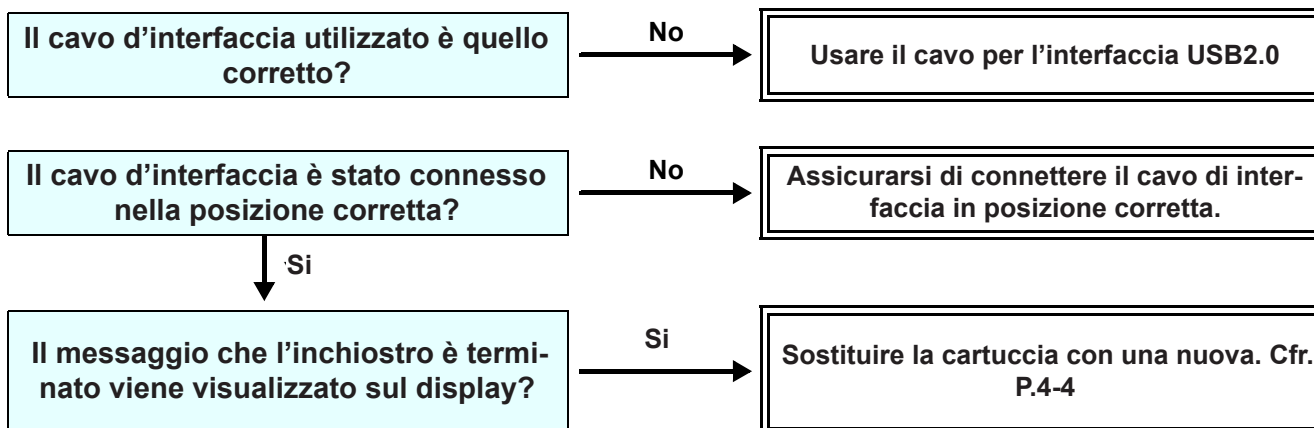 Il cavo d’interfaccia utilizzato è quello
corretto?
No
Usare il cavo per l’interfaccia USB2.0
Il cavo d’interfaccia è stato connesso
nella posizione corretta?
No
Assicurarsi di connettere il cavo di inter-
faccia in posizione corretta.
Si
Il messaggio che l’inchiostro è termi-
nato viene visualizzato sul display?
Si
Sostituire la cartuccia con una nuova. Cfr.
P.4-4